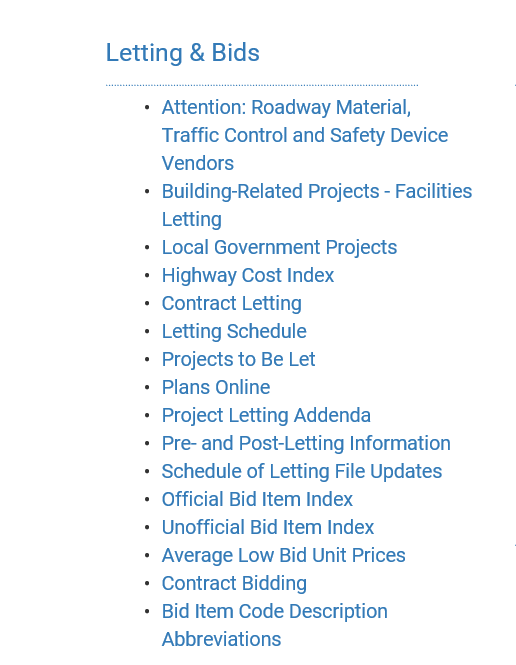 Letting & Bids
• Attention: Roadway Material,
Traffic Control and Safety Device
Vendors
• Building-Related Projects - Facilities
Letting
• Local Government Projects
• Highway Cost Index
• Contract Letting
• Letting Schedule
• Projects to Be Let
• Plans Online
• Project Letting Addenda
• Pre- and Post-Letting Information
• Schedule of Letting File Updates
• Official Bid Item Index
• Unofficial Bid Item Index
• Average Low Bid Unit Prices
• Contract Bidding
• Bid Item Code Description
Abbreviations